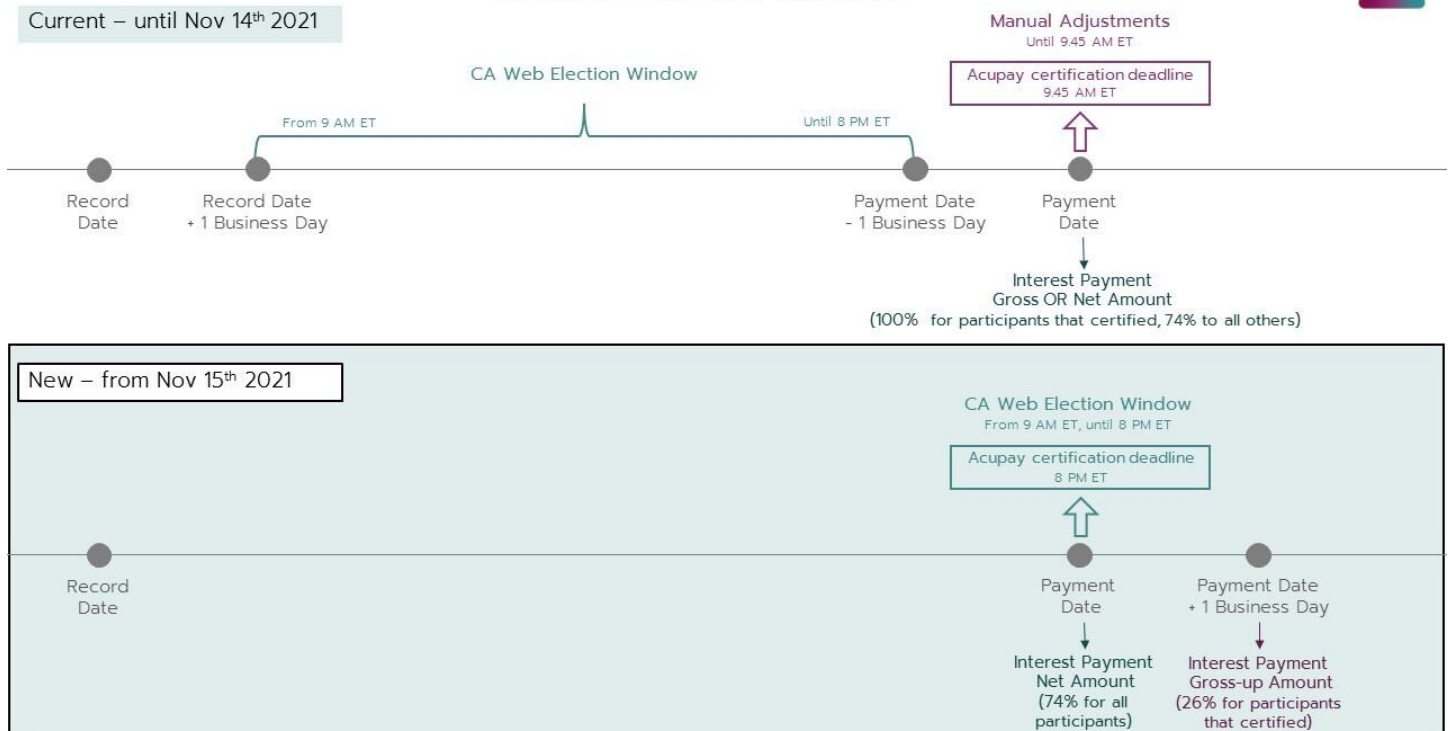 Current – until Nov 14th 2021
Manual Adjustments
Until 9.45 AM ET
Acupay certification deadline
9.45 AM ET
CA Web Election Window
From 9 AM ET
Until 8 PM ET
Record
Date
Record Date
+ 1 Business Day
Payment Date
- 1 Business Day
Payment
Date
Interest Payment
Gross OR Net Amount
(100% for participants that certified, 74% to all others)
New – from Nov 15th 2021
CA Web Election Window
From 9 AM ET, until 8 PM ET
Acupay certification deadline
8 PM ET
Record
Date
Payment
Date
Payment Date
+ 1 Business Day
Interest Payment
Net Amount
(74% for all
participants)
Interest Payment
Gross-up Amount
(26% for participants
that certified)